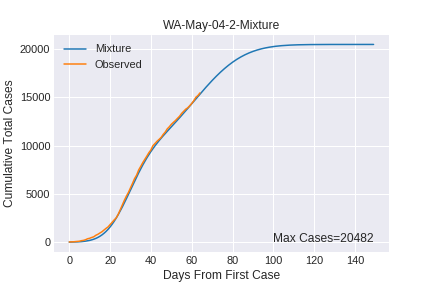 WA-May-04-2-Mixture
Mixture
Observed
Cumulative Total Cases
20000
15000
10000
5000
0
Max Cases=20482
0 20 40 60 80 100 120 140
Days From First Case